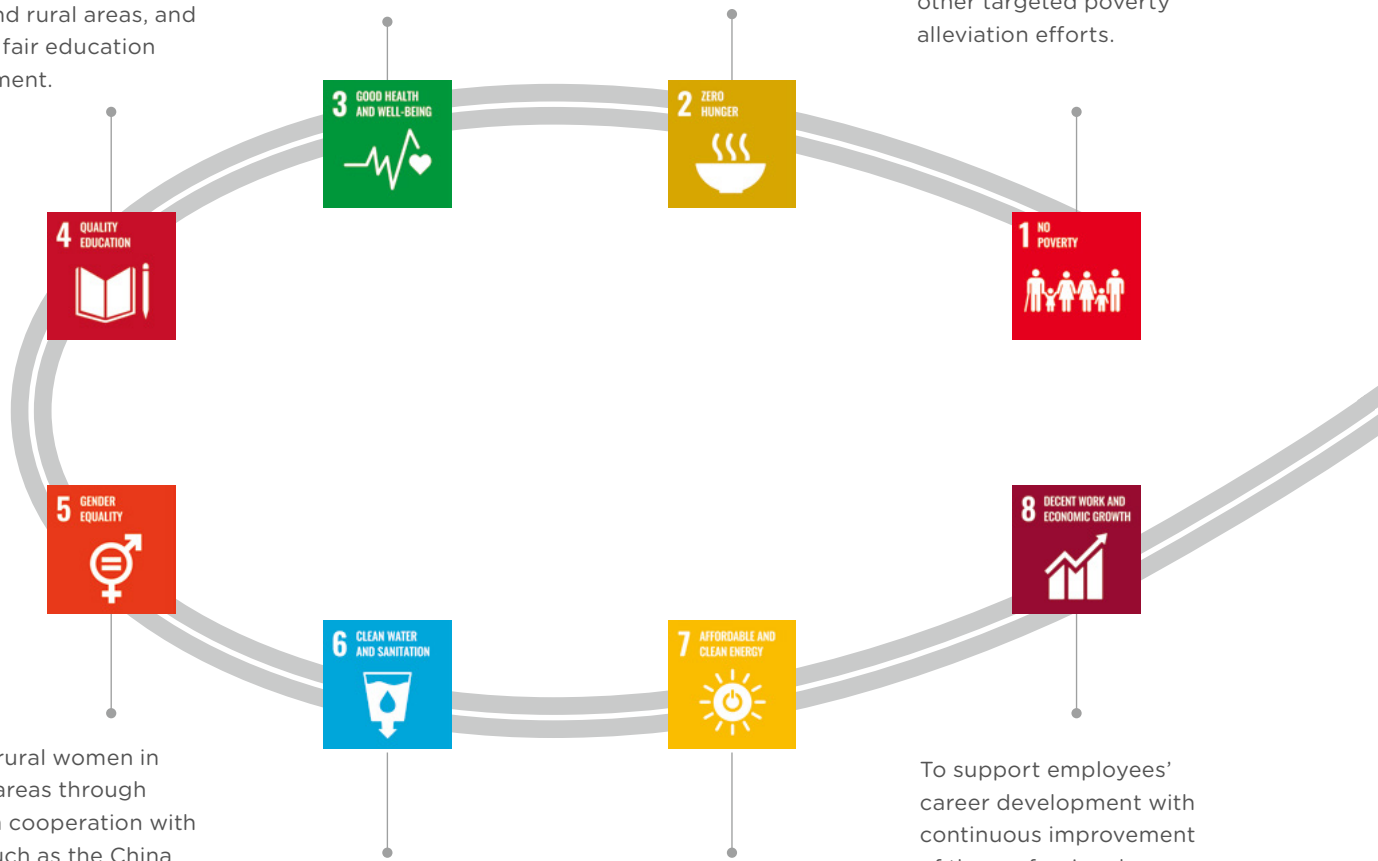 nd rural areas, and
fair education
ment.
other targeted poverty
alleviation efforts.
3 GOOD HEALTH
AND WELL-BEING
2 ZERO
HUNGER
4 QUALITY
EDUCATION
1 NO
POVERTY
5 GENDER
EQUALITY
8 DECENT WORK AND
ECONOMIC GROWTH
6 CLEAN WATER
AND SANITATION
7 AFFORDABLE AND
CLEAN ENERGY
rural women in
areas through
cooperation with
uch as the China
To support employees’
career development with
continuous improvement